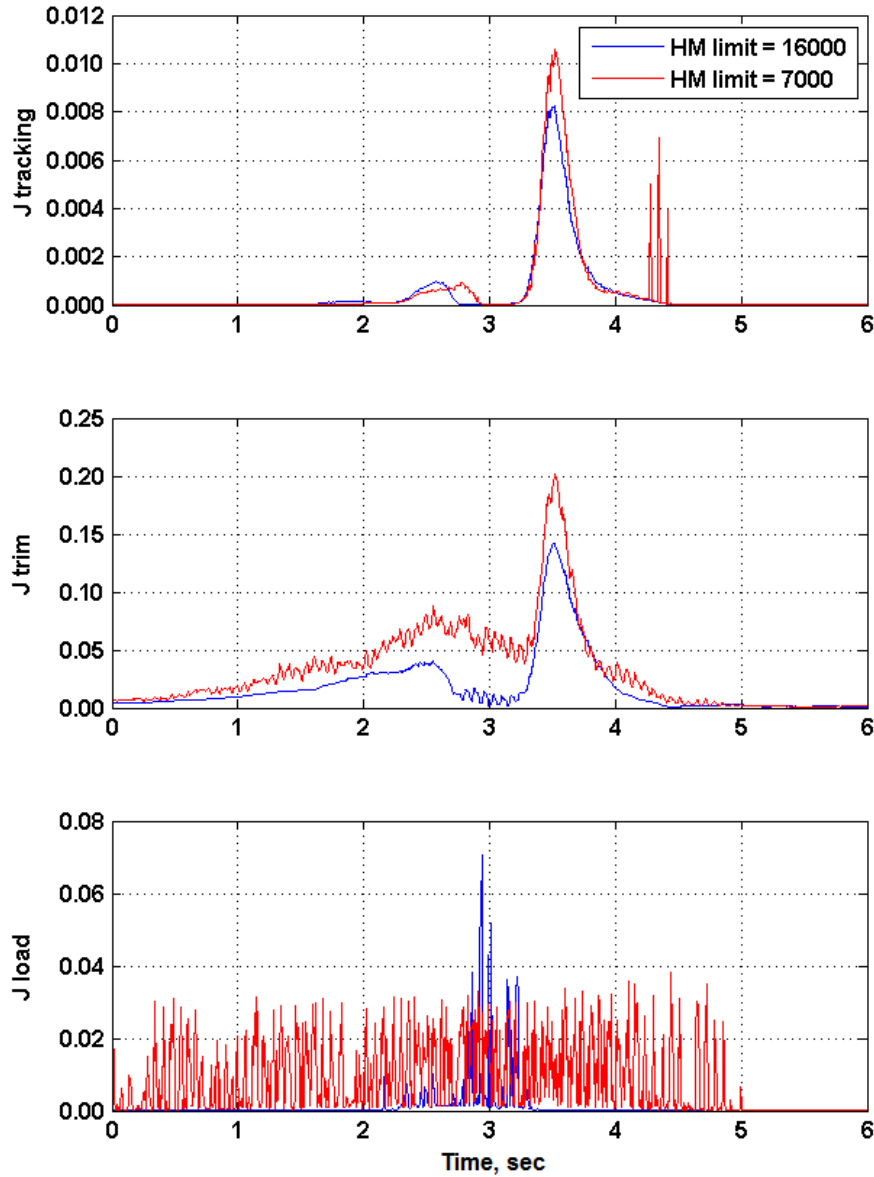 0.012
0.010
0.008
0.006
0.004
0.002
0.000
J tracking
HM limit = 16000
HM limit = 7000
0 1 2 3 4 5 6
0.25
0.20
0.15
0.10
0.05
0.00
J trim
0 1 2 3 4 5 6
0.08
0.06
0.04
0.02
0.00
J load
0 1 2 3 4 5 6
Time, sec